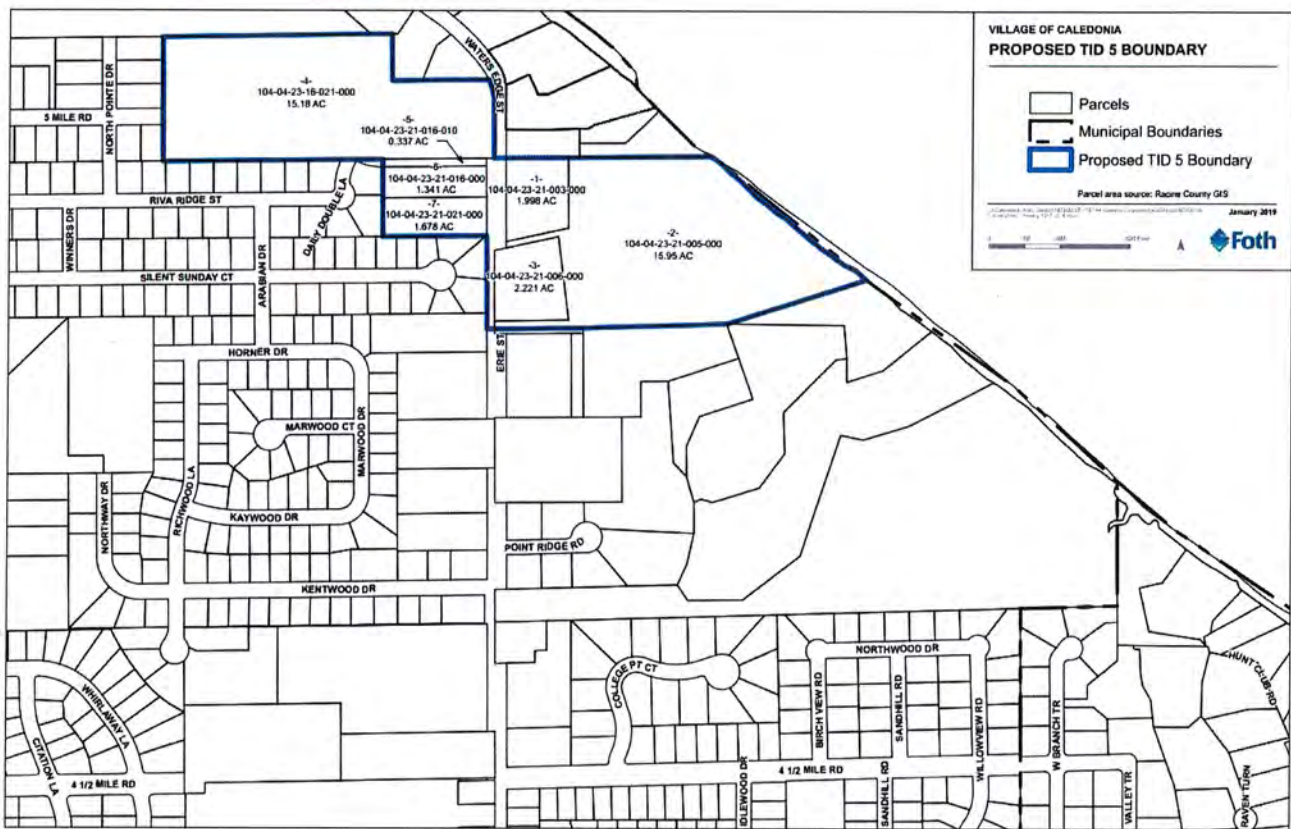 VILLAGE OF CALEDONIA
PROPOSED TID 5 BOUNDARY
Parcels
Municipal Boundaries
Proposed TID 5 Boundary
Parcel area source: Racine County GIS
January 2019
Foth
WATERS EDGE ST
NORTH POINTE DR
5 MILE RD
-4-
104-04-23-16-021-000
15.18 AC
-5-
104-04-23-21-016-010
0.337 AC
-6-
104-04-23-21-016-000
1.341 AC
-7-
104-04-23-21-021-000
1.678 AC
-1-
104-04-23-21-003-000
1.998 AC
-2-
104-04-23-21-005-000
15.95 AC
-3-
104-04-23-21-006-000
2.221 AC
RIVA RIDGE ST
DAILY DOUBLE LA
WINNERS DR
ARABIAN DR
SILENT SUNDAY CT
ERIE ST
HORNER DR
MARWOOD CT
MARWOOD DR
RICHWOOD LA
NORTHWAY DR
KAYWOOD DR
POINT RIDGE RD
KENTWOOD DR
COLLEGE PT CT
NORTHWOOD DR
BIRCH VIEW RD
SANDHILL RD
WILLOWVIEW RD
W BRANCH TR
HUNT CLUB RD
WHIRLAWAY LA
CITATION LA
4 1/2 MILE RD
4 1/2 MILE RD
IDLEWOOD DR
SANDHILL RD
VALLEY TR
RAVEN TURN